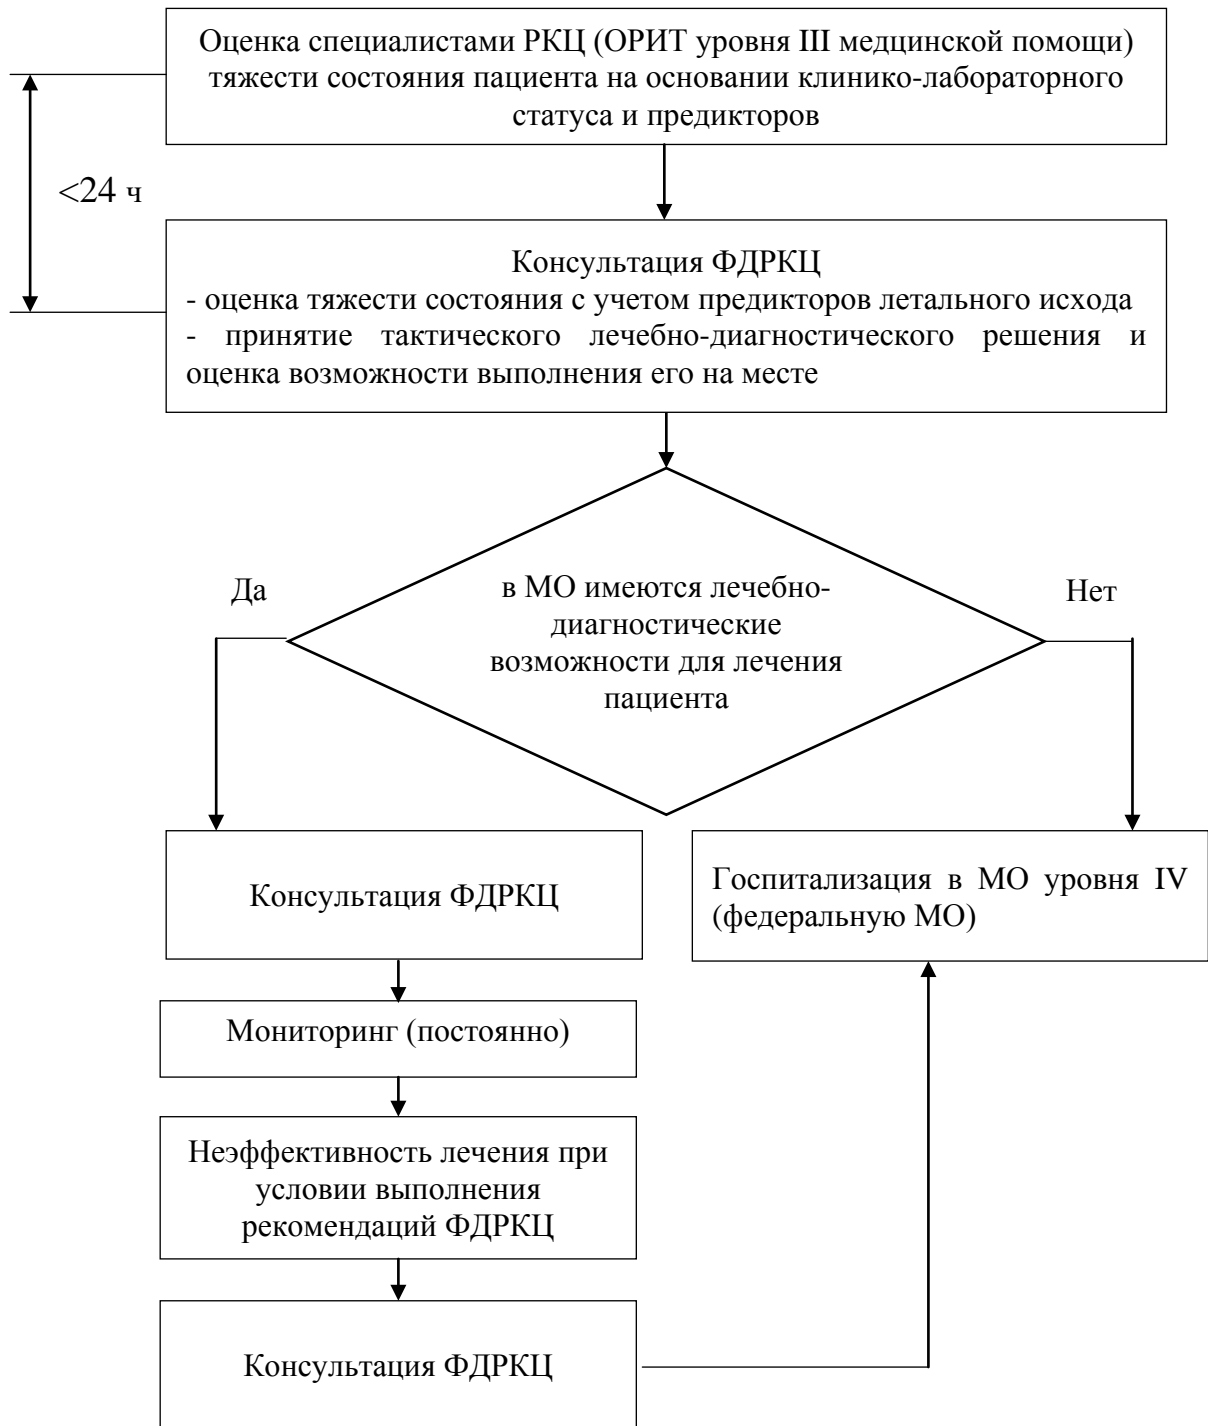 Оценка специалистами РКЦ (ОРИТ уровня III медцинской помощи)
тяжести состояния пациента на основании клинико-лабораторного
статуса и предикторов
<24 ч
Консультация ФДРКЦ
- оценка тяжести состояния с учетом предикторов летального исхода
- принятие тактического лечебно-диагностического решения и
оценка возможности выполнения его на месте
Да
в МО имеются лечебно-
диагностические
возможности для лечения
пациента
Нет
Консультация ФДРКЦ
Госпитализация в МО уровня IV
(федеральную МО)
Мониторинг (постоянно)
Неэффективность лечения при
условии выполнения
рекомендаций ФДРКЦ
Консультация ФДРКЦ